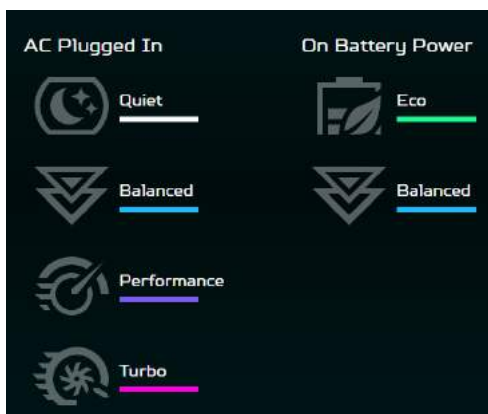 AC Plugged In
On Battery Power
Quiet
Eco
Balanced
Balanced
Performance
Turbo